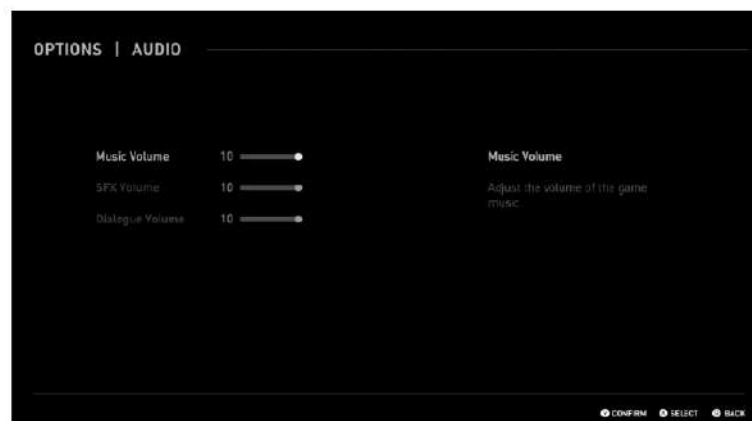 OPTIONS | AUDIO
Music Volume 10
SFX Volume 10
Dialogue Volume 10
Music Volume
Adjust the volume of the game
music.
CONFIRM SELECT BACK